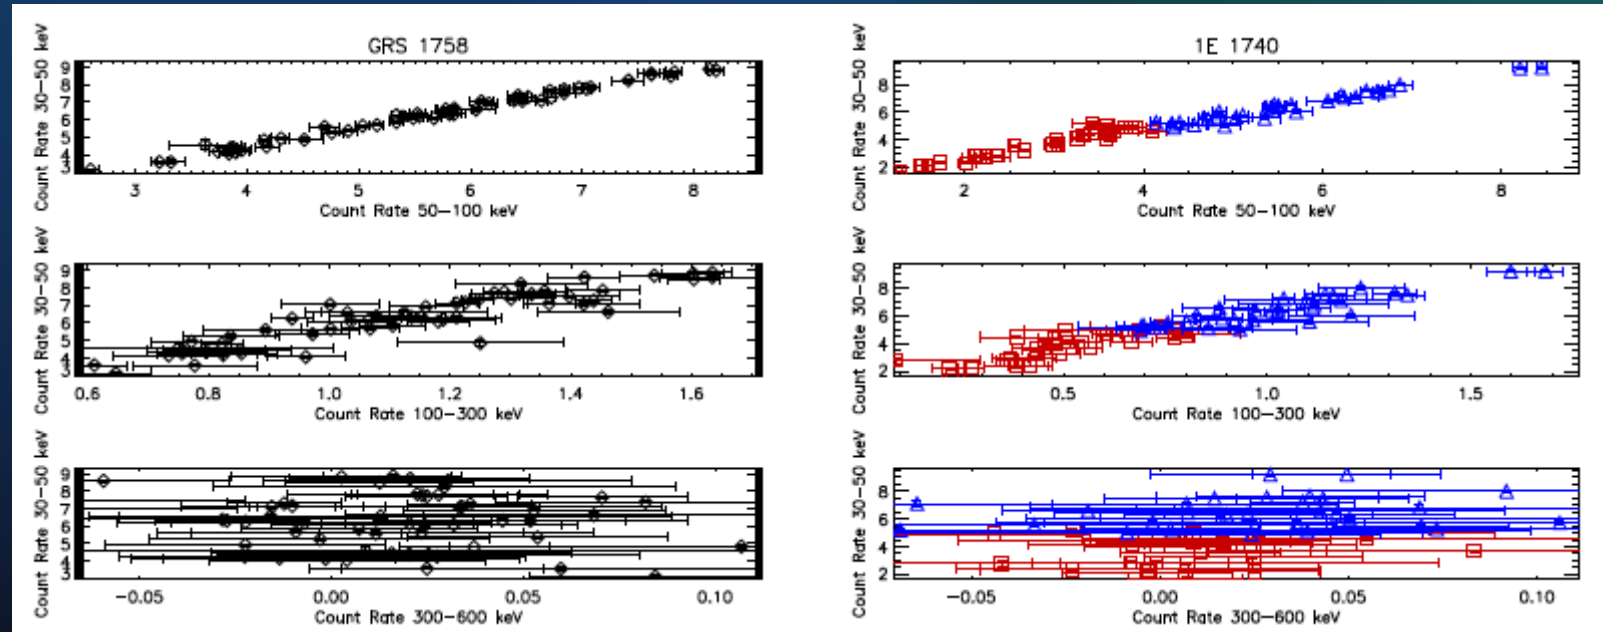 GRS 1758
Count Rate 30-50 keV
9
8
7
6
5
4
3
3 4 5 6 7 8
Count Rate 50-100 keV
Count Rate 30-50 keV
9
8
7
6
5
4
3
0.6 0.8 1.0 1.2 1.4 1.6
Count Rate 100-300 keV
Count Rate 30-50 keV
9
8
7
6
5
4
3
-0.05 0.00 0.05 0.10
Count Rate 300-600 keV
1E 1740
Count Rate 30-50 keV
8
6
4
2
2 4 6 8
Count Rate 50-100 keV
Count Rate 30-50 keV
8
6
4
2
0.5 1.0 1.5
Count Rate 100-300 keV
Count Rate 30-50 keV
8
6
4
2
-0.05 0.00 0.05 0.10
Count Rate 300-600 keV